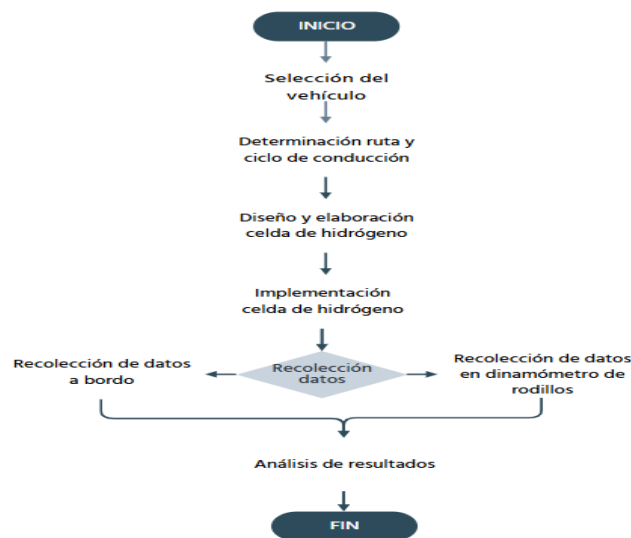 INICIO
Selección del
vehículo
Determinación ruta y
ciclo de conducción
Diseño y elaboración
celda de hidrógeno
Implementación
celda de hidrógeno
Recolección de datos
a bordo
Recolección
datos
Recolección de datos
en dinamómetro de
rodillos
Análisis de resultados
FIN